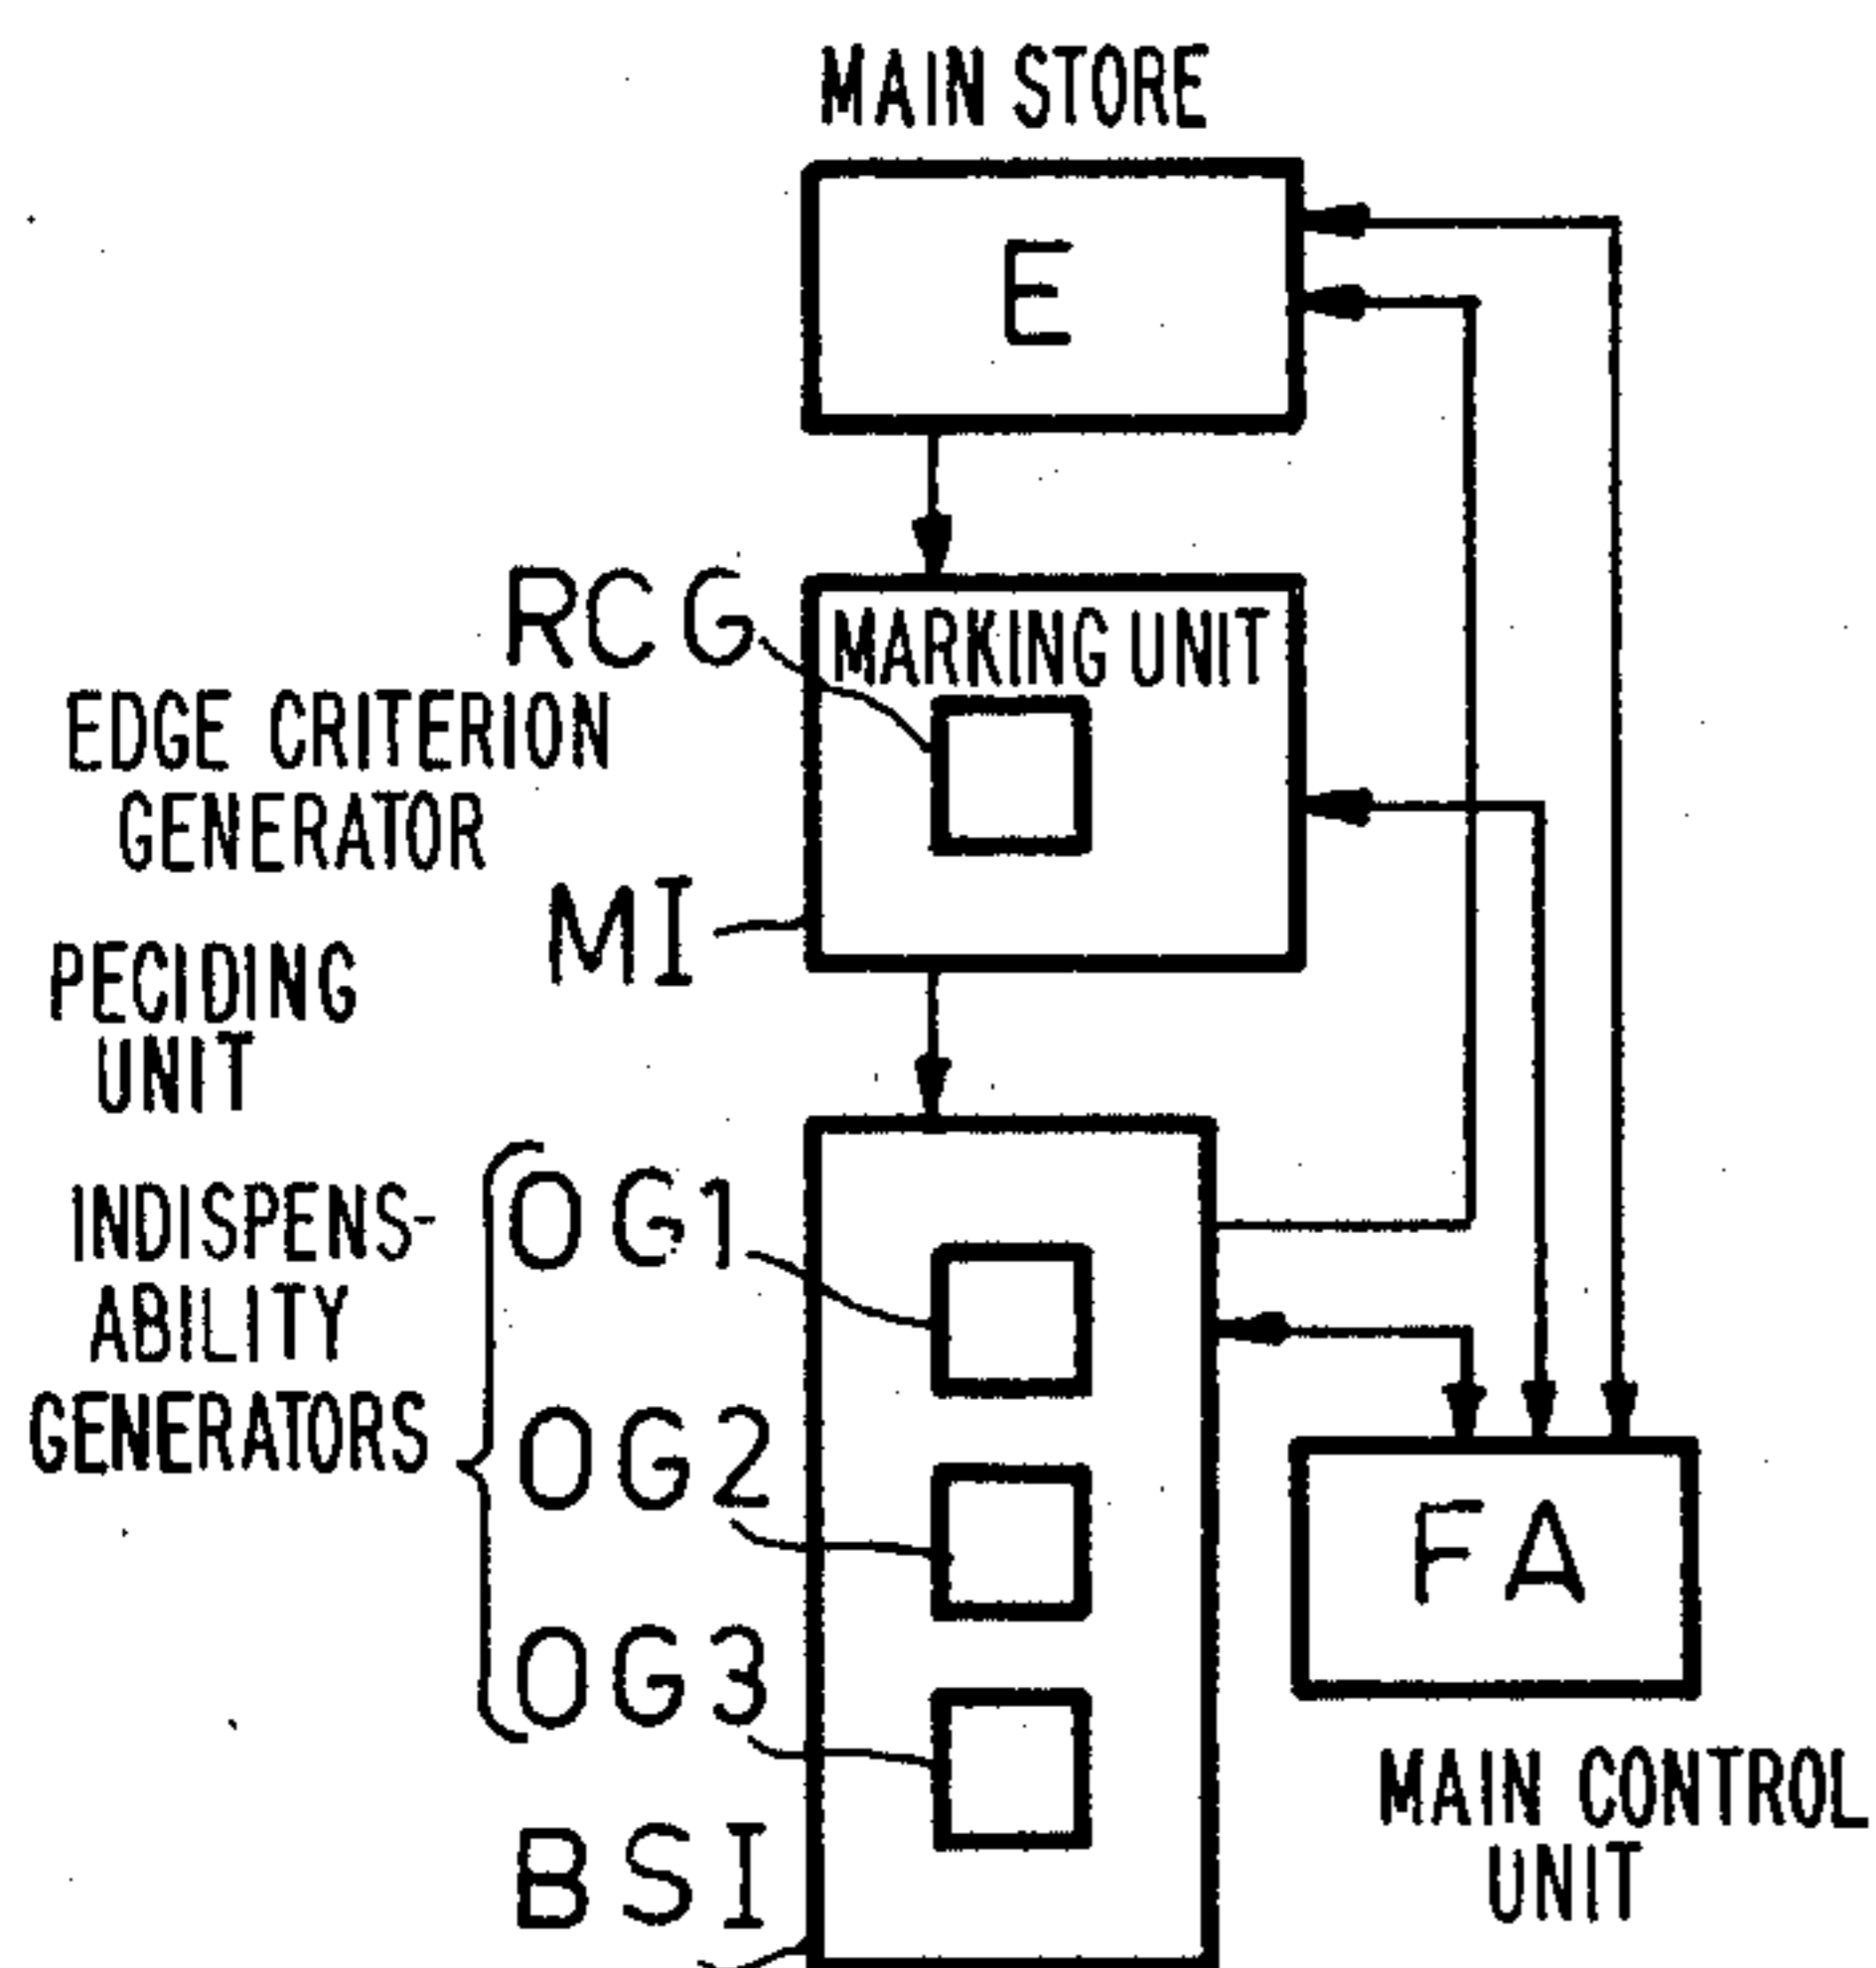 MAIN STORE
E
RCG
MARKING UNIT
EDGE CRITERION
GENERATOR
MI
PECIDING
UNIT
OG1
INDISPENS-
ABILITY
GENERATORS
OG2
OG3
FA
BSI
MAIN CONTROL
UNIT